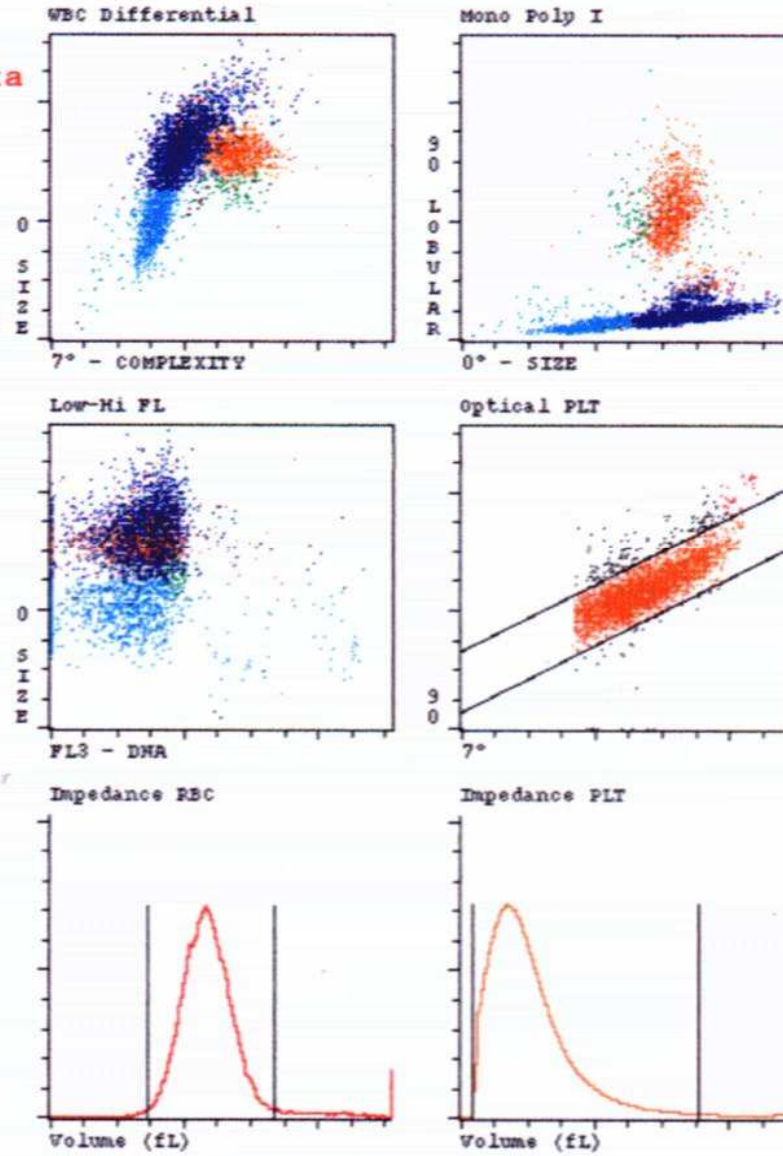 WBC Differential
0 SIZE
7° - COMPLEXITY
Mono Poly I
90 LOBULAR
0° - SIZE
Low-Hi FL
0 SIZE
FL3 - DNA
Optical PLT
90
7°
Impedance RBC
Volume (fL)
Impedance PLT
Volume (fL)